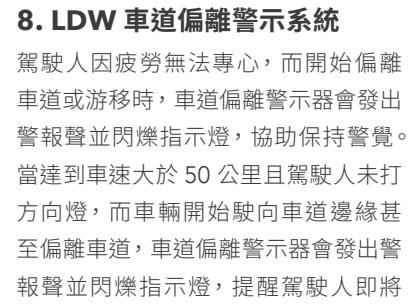 8. LDW 車道偏離警示系統
駕駛人因疲勞無法專心，而開始偏離
車道或游移時，車道偏離警示器會發出
警報聲並閃爍指示燈，協助保持警覺。
當達到車速大於 50 公里且駕駛人未打
方向燈，而車輛開始駛向車道邊緣甚
至偏離車道，車道偏離警示器會發出警
報聲並閃爍指示燈，提醒駕駛人即將